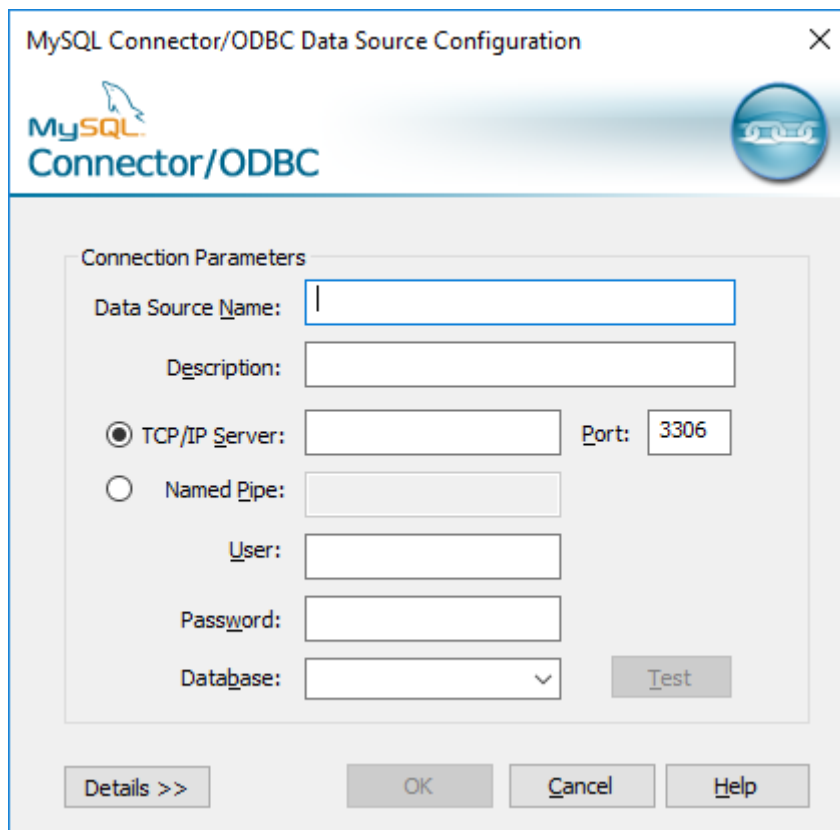 MySQL Connector/ODBC Data Source Configuration
MySQL
Connector/ODBC
Connection Parameters
Data Source Name:
Description:
TCP/IP Server: Port: 3306
Named Pipe:
User:
Password:
Database: Test
Details >> OK Cancel Help